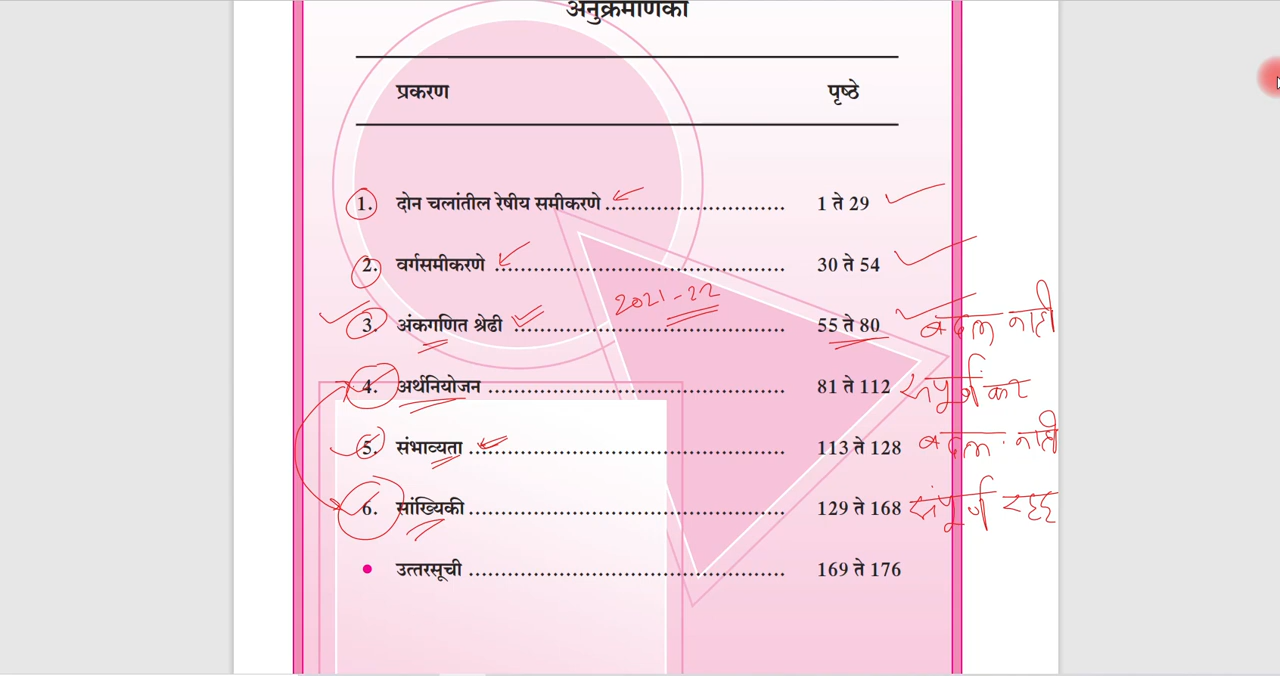 अनुक्रमणिका
प्रकरण पृष्ठे
1. दोन चलांतील रेषीय समीकरणे ........................... 1 ते 29
2. वर्गसमीकरणे ........................................... 30 ते 54
2021-22
3. अंकगणित श्रेढी ........................................ 55 ते 80 बदल नाही
4. अर्थनियोजन ........................................... 81 ते 112 संपूर्ण
5. संभाव्यता .............................................. 113 ते 128 बदल नाही
6. सांख्यिकी .............................................. 129 ते 168 संपूर्ण रद्द
• उत्तरसूची .............................................. 169 ते 176